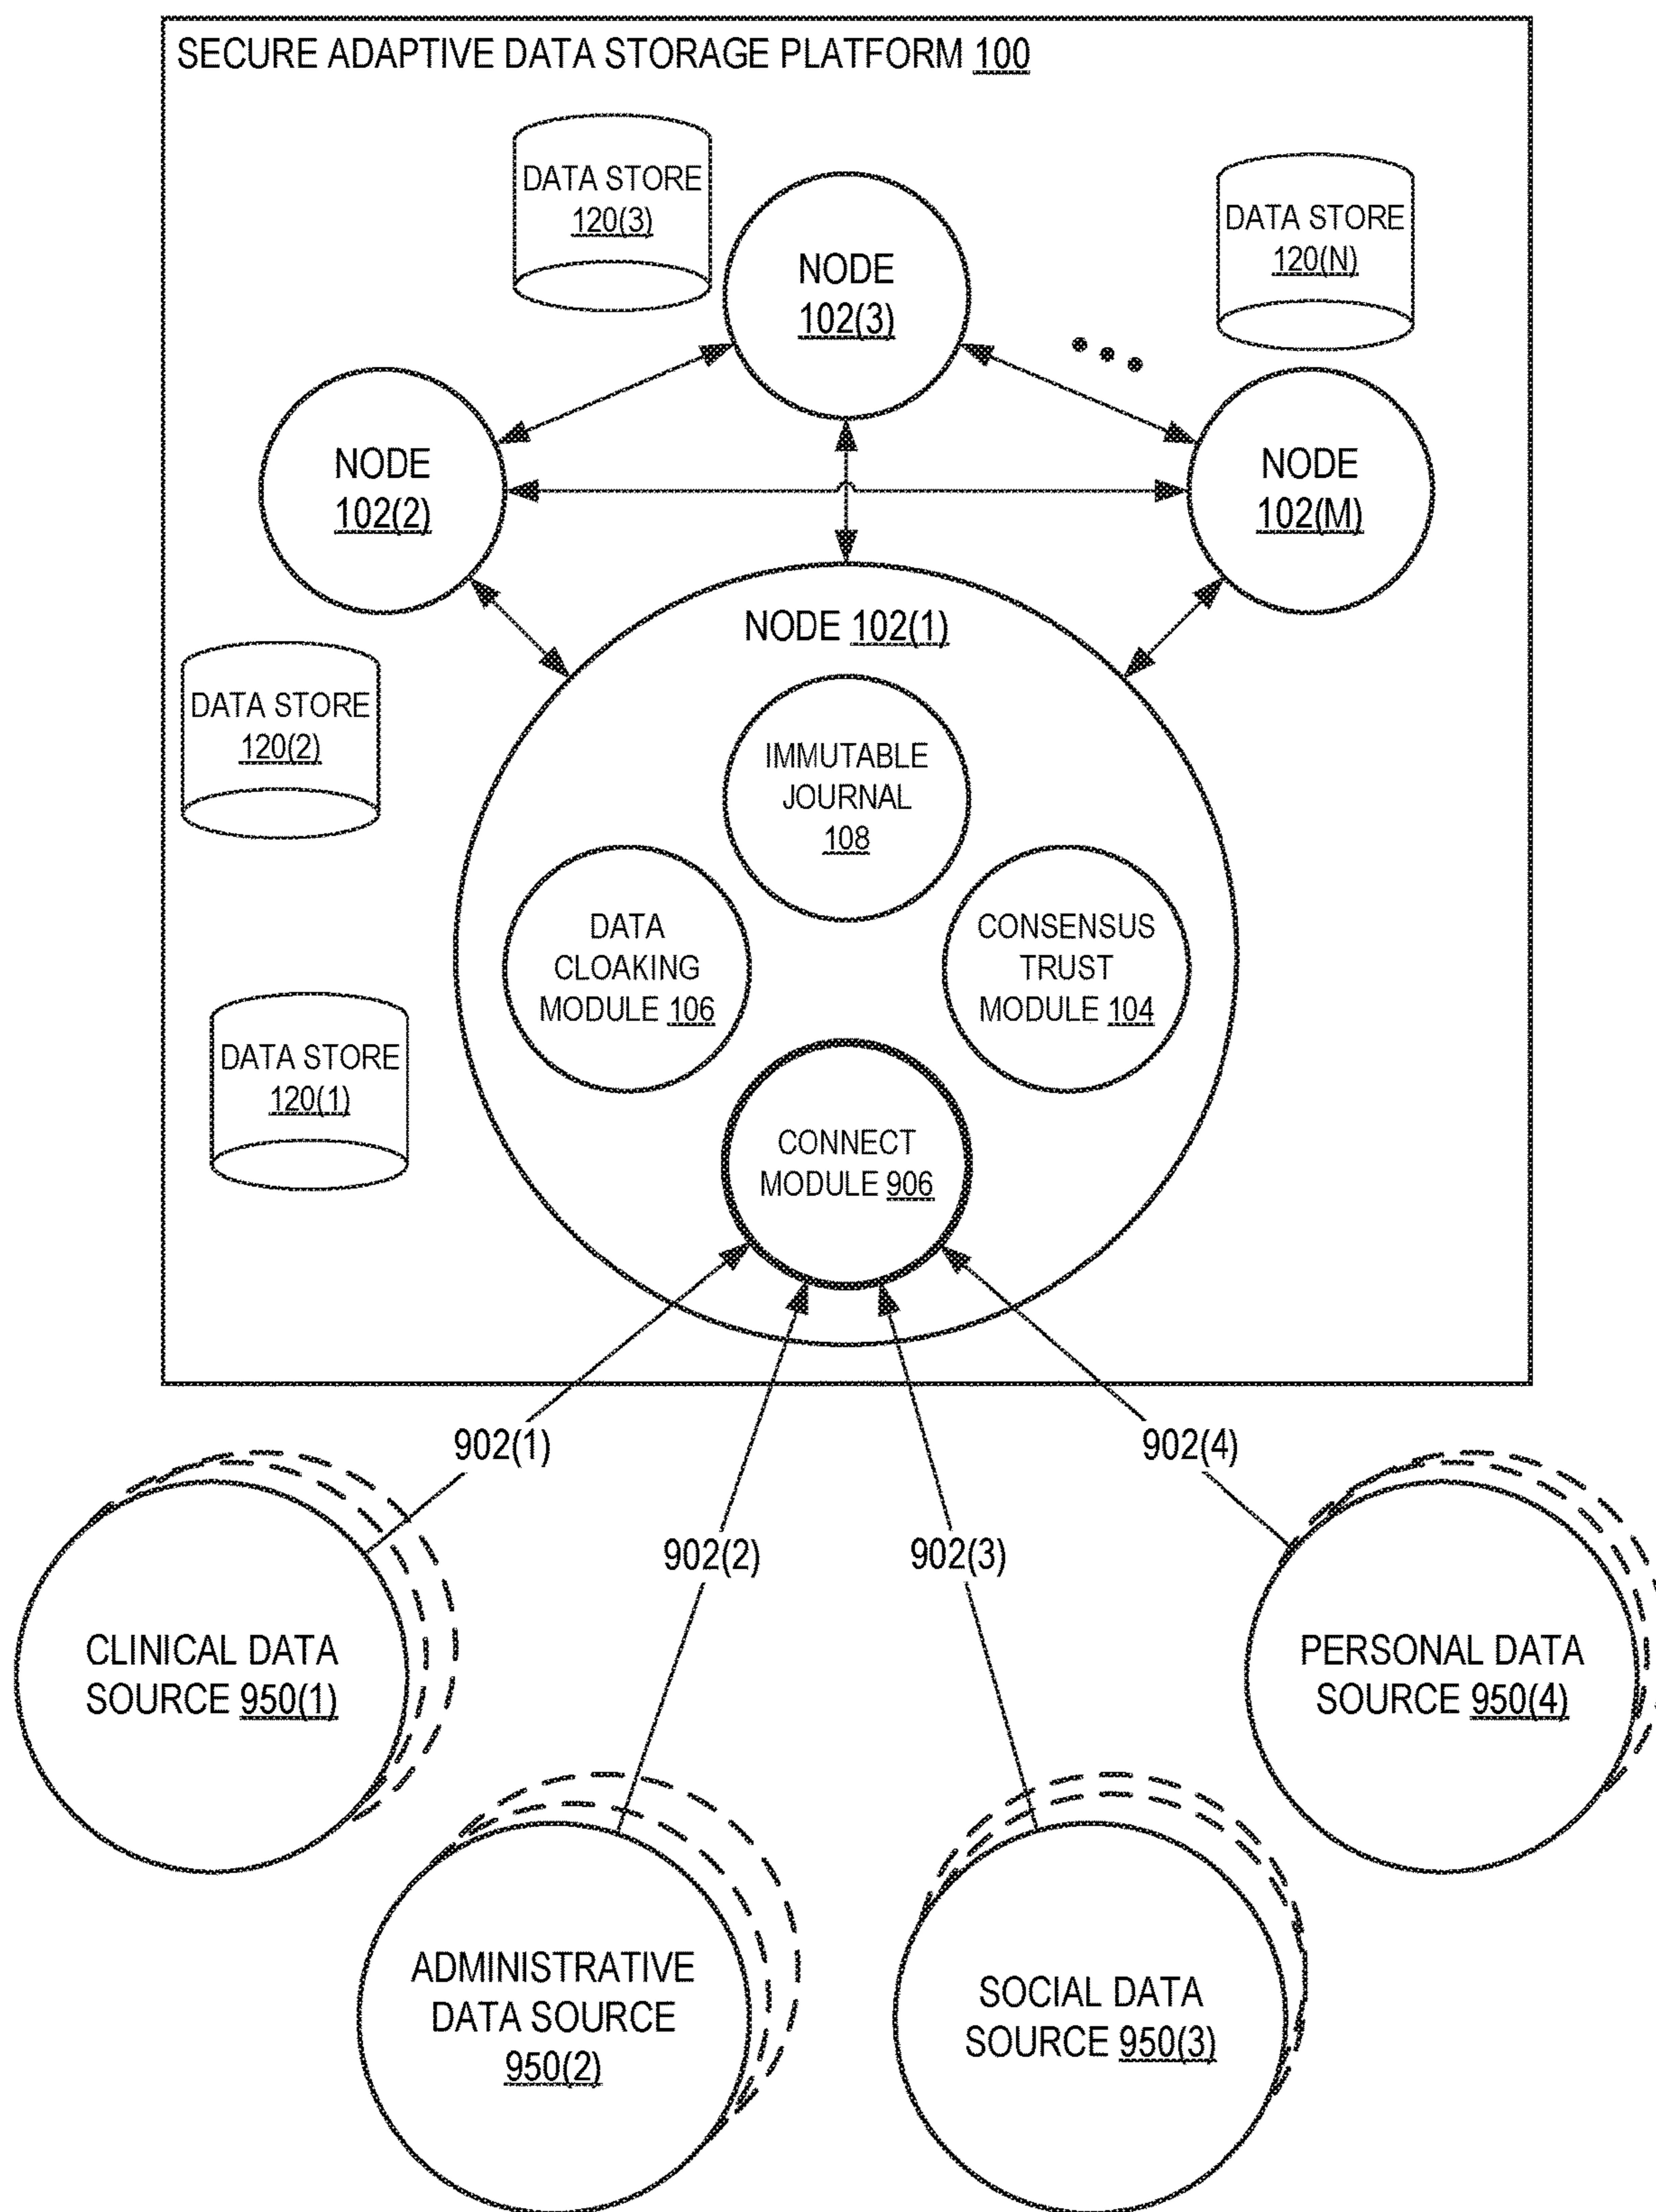 SECURE ADAPTIVE DATA STORAGE PLATFORM 100
DATA STORE
120(3)
DATA STORE
120(N)
NODE
102(3)
NODE
102(2)
NODE
102(M)
NODE 102(1)
DATA STORE
120(2)
IMMUTABLE
JOURNAL
108
DATA
CLOAKING
MODULE 106
CONSENSUS
TRUST
MODULE 104
DATA STORE
120(1)
CONNECT
MODULE 906
902(1)
902(4)
902(2)
902(3)
CLINICAL DATA
SOURCE 950(1)
PERSONAL DATA
SOURCE 950(4)
ADMINISTRATIVE
DATA SOURCE
950(2)
SOCIAL DATA
SOURCE 950(3)